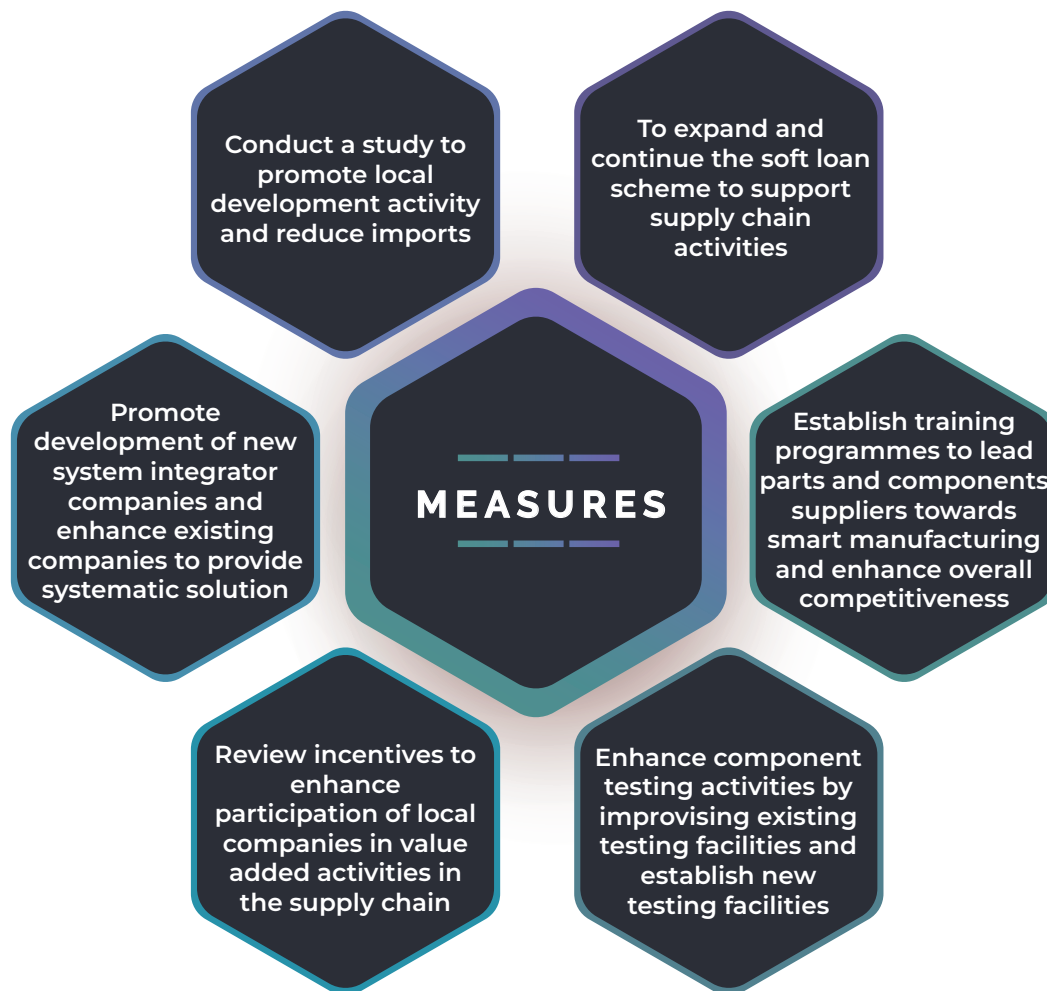 Conduct a study to
promote local
development activity
and reduce imports
To expand and
continue the soft loan
scheme to support
supply chain
activities
Promote
development of new
system integrator
companies and
enhance existing
companies to provide
systematic solution
MEASURES
Establish training
programmes to lead
parts and components
suppliers towards
smart manufacturing
and enhance overall
competitiveness
Review incentives to
enhance
participation of local
companies in value
added activities in
the supply chain
Enhance component
testing activities by
improvising existing
testing facilities and
establish new
testing facilities